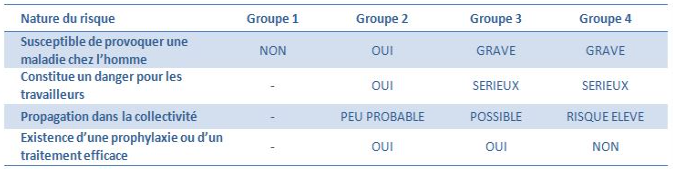 Nature du risque Groupe 1 Groupe 2 Groupe 3 Groupe 4
Susceptible de provoquer une
maladie chez l’homme NON OUI GRAVE GRAVE
Constitue un danger pour les
travailleurs - OUI SERIEUX SERIEUX
Propagation dans la collectivité - PEU PROBABLE POSSIBLE RISQUE ELEVE
Existence d’une prophylaxie ou d’un
traitement efficace - OUI OUI NON